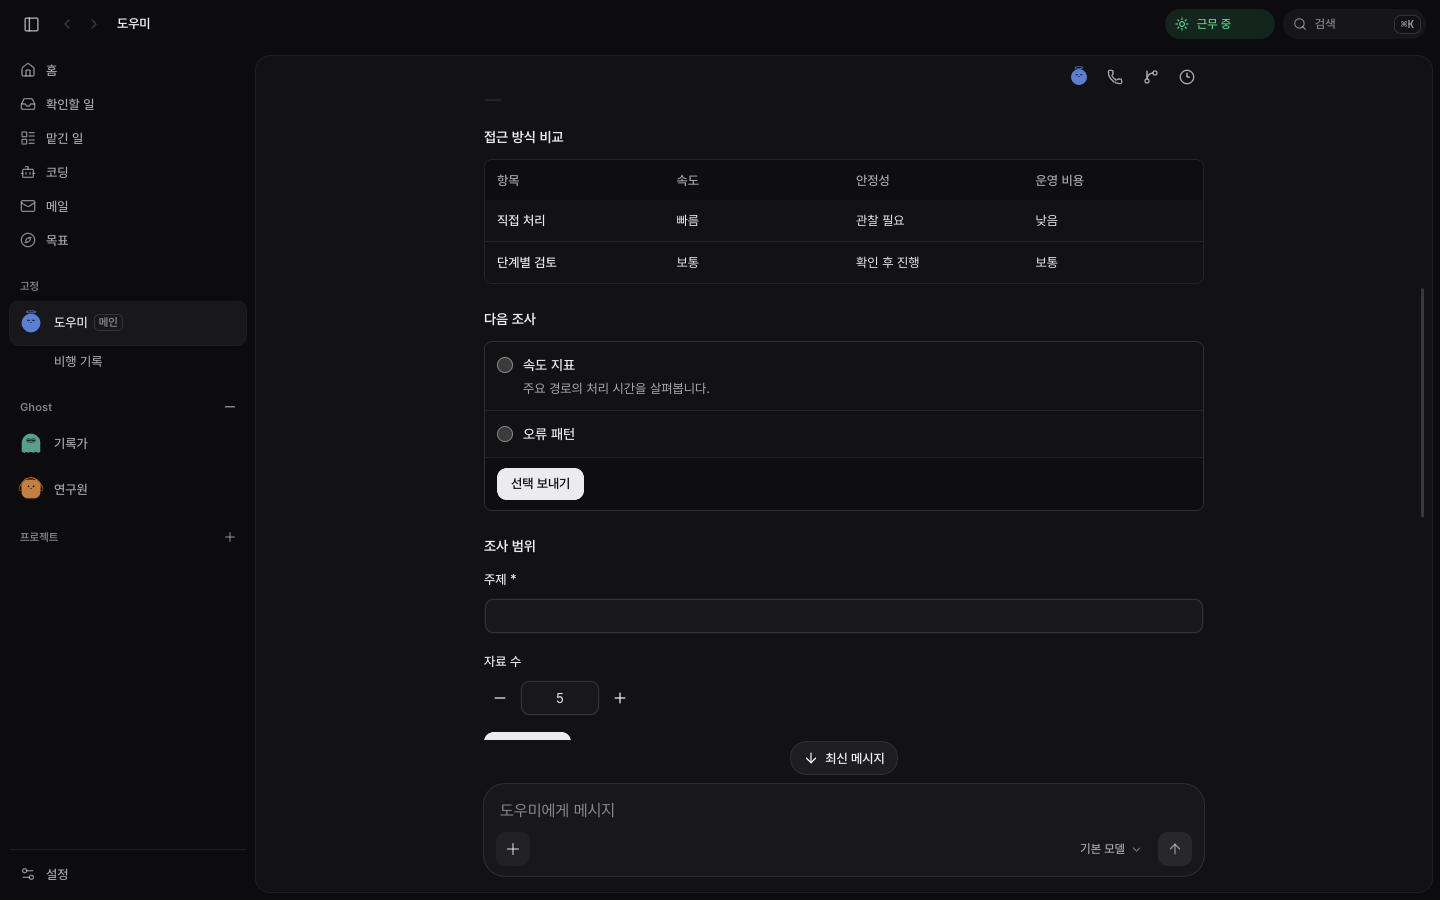 도우미
근무 중
검색
⌘K
홈
확인할 일
맡긴 일
코딩
메일
목표
고정
도우미 메인
비행 기록
Ghost
기록가
연구원
프로젝트
설정
접근 방식 비교
항목 속도 안정성 운영 비용
직접 처리 빠름 관찰 필요 낮음
단계별 검토 보통 확인 후 진행 보통
다음 조사
속도 지표
주요 경로의 처리 시간을 살펴봅니다.
오류 패턴
선택 보내기
조사 범위
주제 *
자료 수
5
최신 메시지
도우미에게 메시지
기본 모델